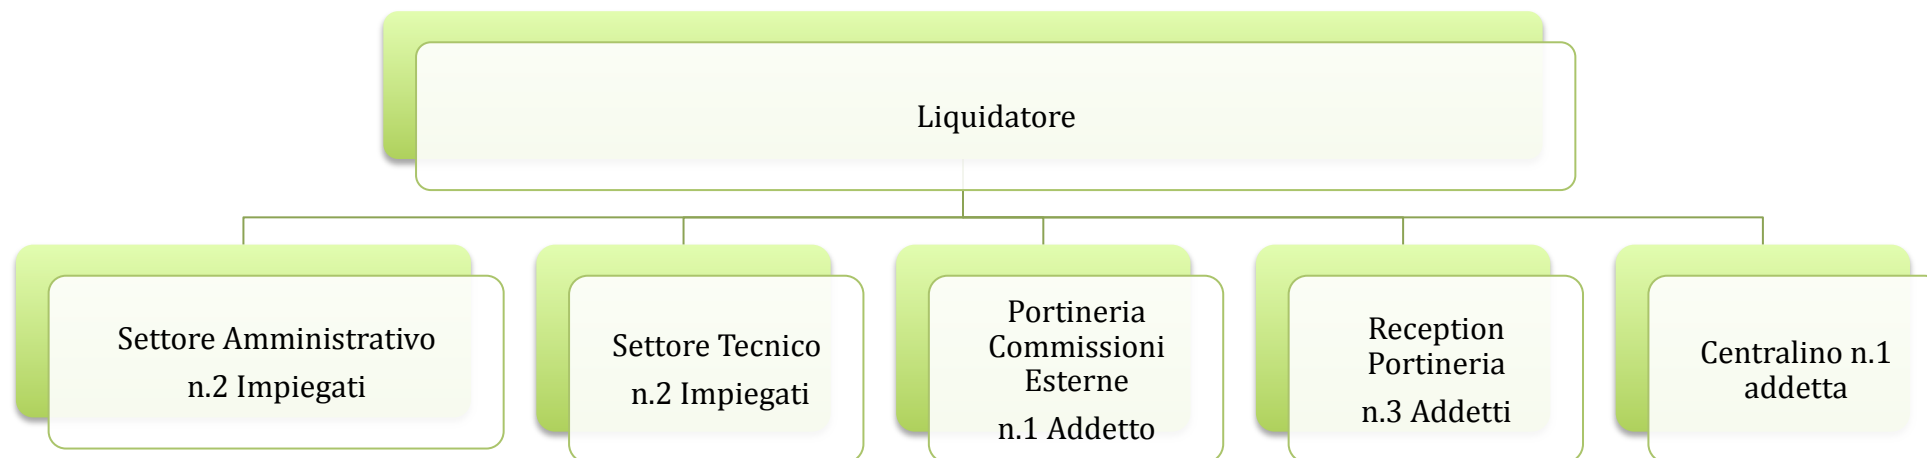 Liquidatore
Settore Amministrativo
n.2 Impiegati
Settore Tecnico
n.2 Impiegati
Portineria
Commissioni
Esterne
n.1 Addetto
Reception
Portineria
n.3 Addetti
Centralino n.1
addetta